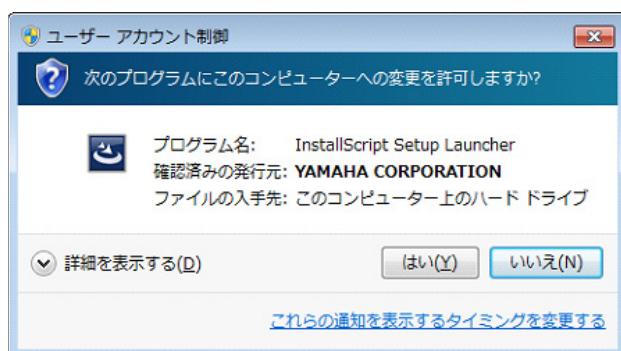 ユーザー アカウント制御
次のプログラムにこのコンピューターへの変更を許可しますか?
プログラム名: InstallScript Setup Launcher
確認済みの発行元: YAMAHA CORPORATION
ファイルの入手先: このコンピューター上のハード ドライブ
詳細を表示する(D) はい(Y) いいえ(N)
これらの通知を表示するタイミングを変更する